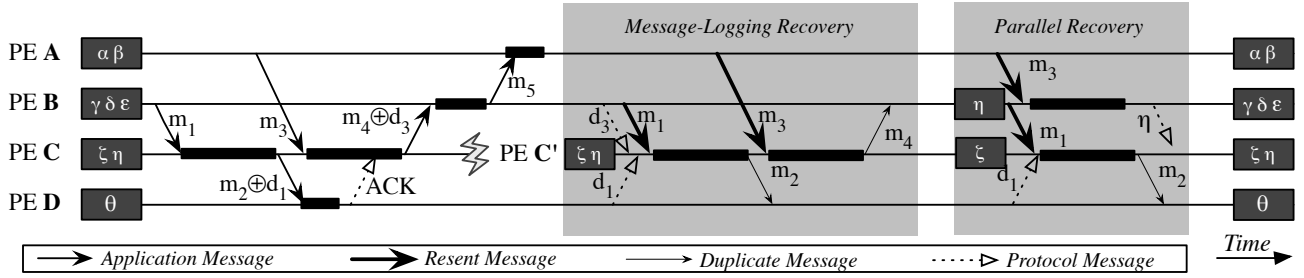 Message-Logging Recovery
Parallel Recovery
PE A
α β
m5
m3
α β
PE B
γ δ ε
m1
m3
m4⊕d3
d3
m1
m3
m4
η
m1
η
γ δ ε
PE C
ζ η
PE C'
ζ η
ζ
ζ η
m2⊕d1
ACK
d1
m2
d1
m2
PE D
θ
θ
Application Message
Resent Message
Duplicate Message
Protocol Message
Time